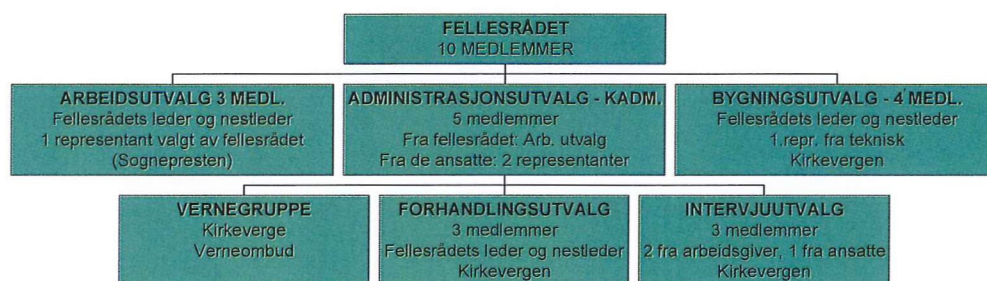 FELLESRÅDET
10 MEDLEMMER
ARBEIDSUTVALG 3 MEDL.
Fellesrådets leder og nestleder
1 representant valgt av fellesrådet
(Sognepresten)
ADMINISTRASJONSUTVALG - KADM.
5 medlemmer
Fra fellesrådet: Arb. utvalg
Fra de ansatte: 2 representanter
BYGNINGSUTVALG - 4 MEDL.
Fellesrådets leder og nestleder
1.repr. fra teknisk
Kirkevergen
VERNEGRUPPE
Kirkeverge
Verneombud
FORHANDLINGSUTVALG
3 medlemmer
Fellesrådets leder og nestleder
Kirkevergen
INTERVJUUTVALG
3 medlemmer
2 fra arbeidsgiver, 1 fra ansatte
Kirkevergen